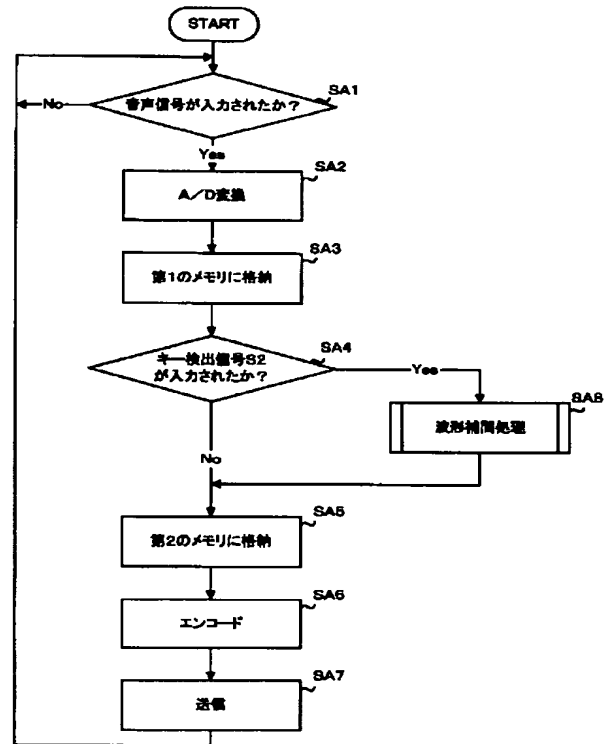 START
音声信号が入力されたか？
SA1
No
Yes
SA2
A／D変換
SA3
第1のメモリに格納
キー検出信号S2
が入力されたか？
SA4
Yes
SA8
波形補間処理
No
SA5
第2のメモリに格納
SA6
エンコード
SA7
送信